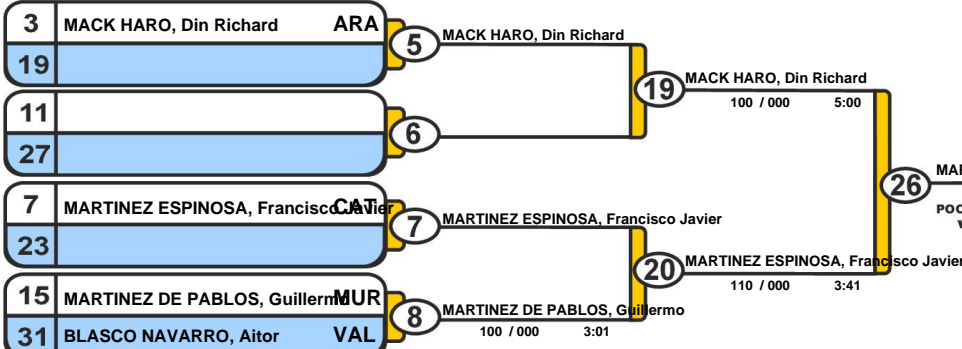 3 MACK HARO, Din Richard ARA
19
5
MACK HARO, Din Richard
11
27
6
19
MACK HARO, Din Richard
100 / 000 5:00
7 MARTINEZ ESPINOSA, Francisco Javier CAT
23
7
MARTINEZ ESPINOSA, Francisco Javier
15 MARTINEZ DE PABLOS, Guillermo MUR
31 BLASCO NAVARRO, Aitor VAL
8
MARTINEZ DE PABLOS, Guillermo
100 / 000 3:01
20
MARTINEZ ESPINOSA, Francisco Javier
110 / 000 3:41
26